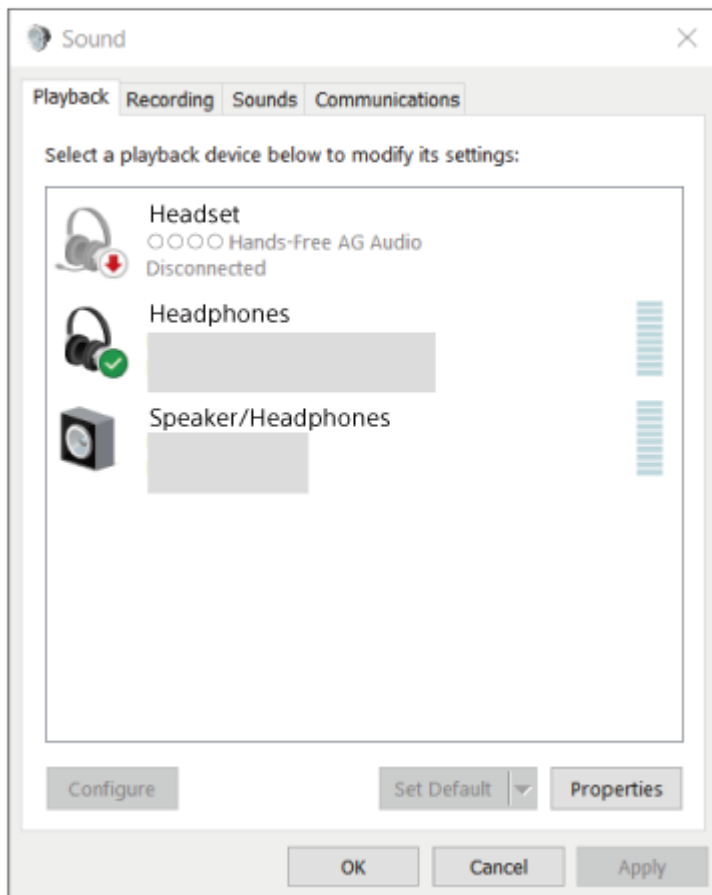 Sound
Playback Recording Sounds Communications
Select a playback device below to modify its settings:
Headset
○○○○ Hands-Free AG Audio
Disconnected
Headphones
Speaker/Headphones
Configure Set Default Properties
OK Cancel Apply